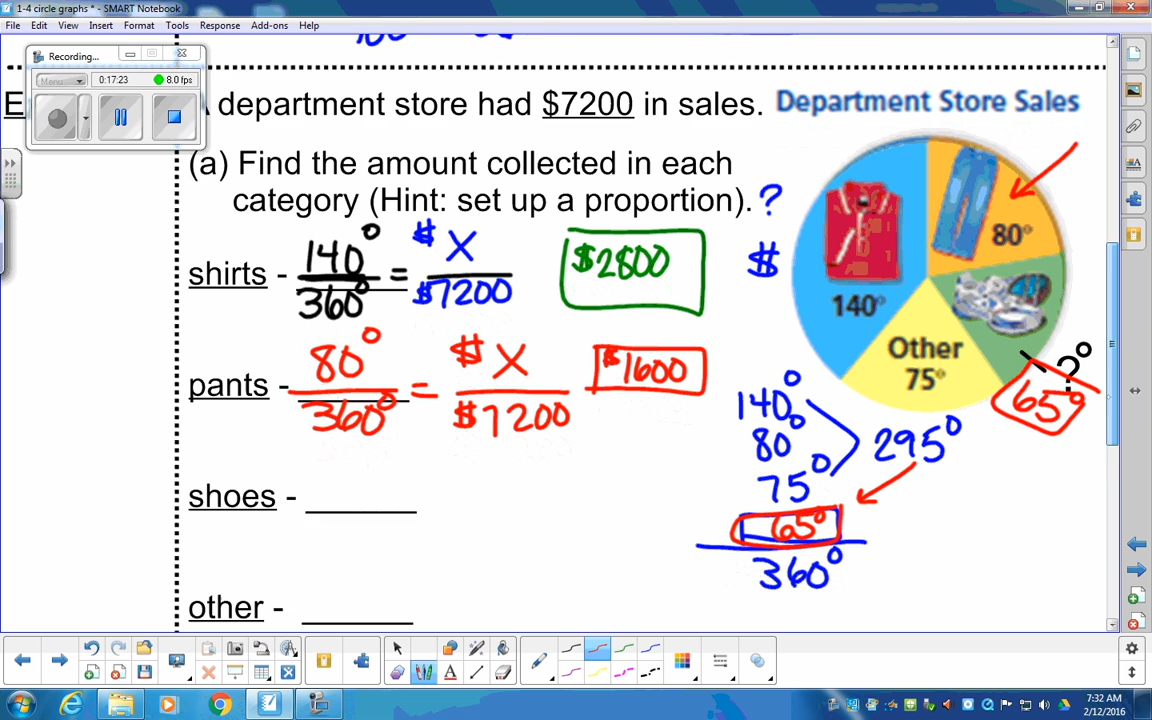 1-4 circle graphs * - SMART Notebook
File Edit View Insert Format Tools Response Add-ons Help
Recording...
Menu
0:17:23 8.0 fps
department store had $7200 in sales.
Department Store Sales
(a) Find the amount collected in each
category (Hint: set up a proportion). ?
shirts - 140° / 360° = $ X / $7200 $2800
$
140°
80°
Other
75°
?°
65°
pants - 80° / 360° = $ X / $7200 $1600
140°
80° 295°
75°
65°
360°
shoes - _______
other - _______
7:32 AM
2/12/2016